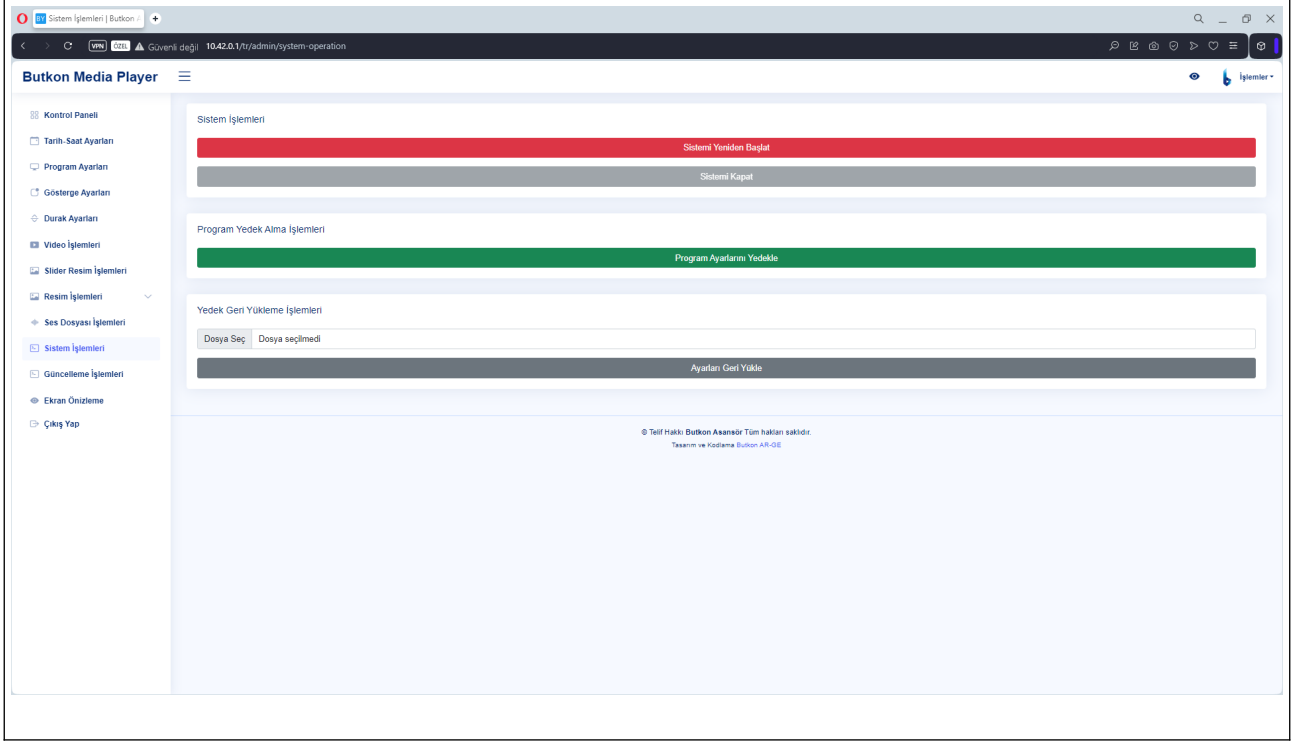 Sistem İşlemleri | Butkon A
VPN ÖZEL Güvenli değil 10.42.0.1/tr/admin/system-operation
Butkon Media Player
İşlemler
Kontrol Paneli
Tarih-Saat Ayarları
Program Ayarları
Gösterge Ayarları
Durak Ayarları
Video İşlemleri
Slider Resim İşlemleri
Resim İşlemleri
Ses Dosyası İşlemleri
Sistem İşlemleri
Güncelleme İşlemleri
Ekran Önizleme
Çıkış Yap
Sistem İşlemleri
Sistemi Yeniden Başlat
Sistemi Kapat
Program Yedek Alma İşlemleri
Program Ayarlarını Yedekle
Yedek Geri Yükleme İşlemleri
Dosya Seç Dosya seçilmedi
Ayarları Geri Yükle
© Telif Hakkı Butkon Asansör Tüm hakları saklıdır.
Tasarım ve Kodlama Butkon AR-GE